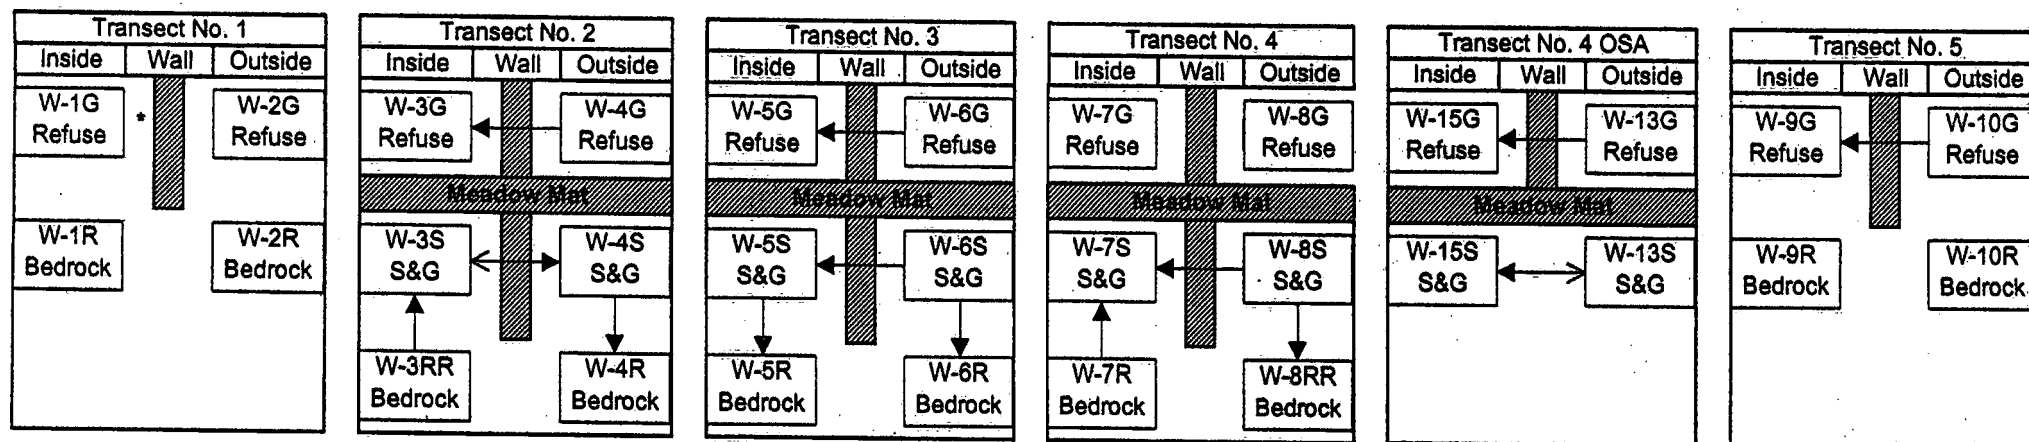 Transect No. 1
Inside Wall Outside
W-1G
Refuse
*
W-2G
Refuse
W-1R
Bedrock
W-2R
Bedrock
Transect No. 2
Inside Wall Outside
W-3G
Refuse
W-4G
Refuse
Meadow Mat
W-3S
S&G
W-4S
S&G
W-3RR
Bedrock
W-4R
Bedrock
Transect No. 3
Inside Wall Outside
W-5G
Refuse
W-6G
Refuse
Meadow Mat
W-5S
S&G
W-6S
S&G
W-5R
Bedrock
W-6R
Bedrock
Transect No. 4
Inside Wall Outside
W-7G
Refuse
W-8G
Refuse
Meadow Mat
W-7S
S&G
W-8S
S&G
W-7R
Bedrock
W-8RR
Bedrock
Transect No. 4 OSA
Inside Wall Outside
W-15G
Refuse
W-13G
Refuse
Meadow Mat
W-15S
S&G
W-13S
S&G
Transect No. 5
Inside Wall Outside
W-9G
Refuse
W-10G
Refuse
W-9R
Bedrock
W-10R
Bedrock